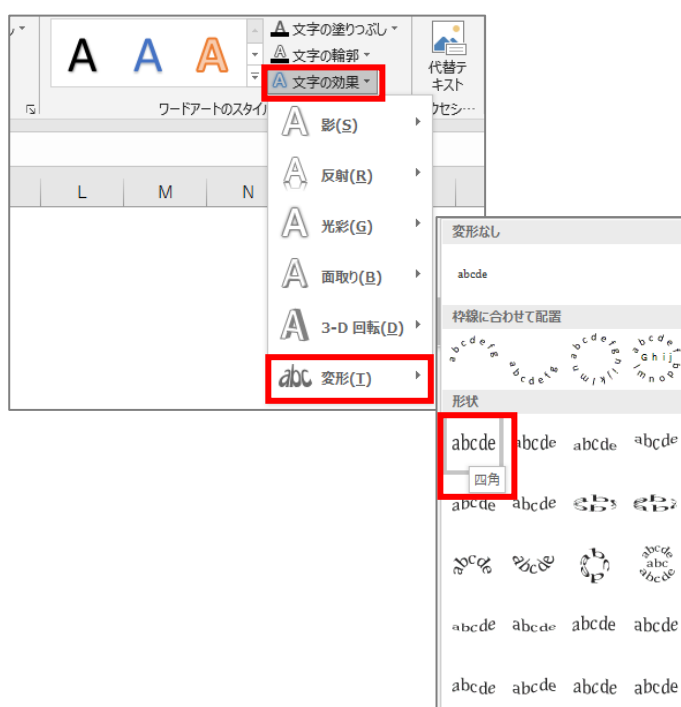 A A A
文字の塗りつぶし
文字の輪郭
A 文字の効果
代替テ
キスト
ワードアートのスタイル
クセシ…
L M N
影(S)
反射(R)
光彩(G)
面取り(B)
3-D 回転(D)
abc 変形(T)
変形なし
abcde
枠線に合わせて配置
形状
abcde abcde abcde abcde
四角
abcde abcde
abcde abcde
abcde abcde abcde abcde
abcde abcde abcde abcde